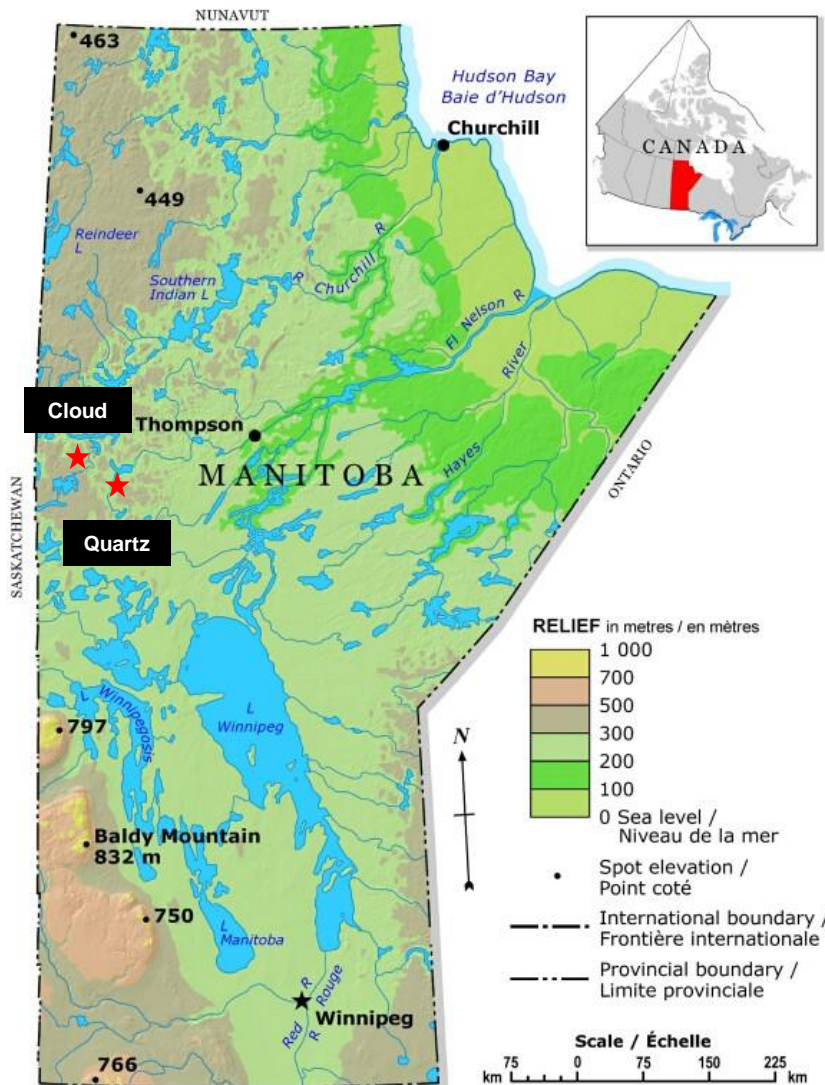 NUNAVUT
463
Hudson Bay
Baie d'Hudson
Churchill
CANADA
449
Reindeer
L
Southern
Indian L
R Churchill R
Fl Nelson R
River
Hayes
Cloud
Thompson
MANITOBA
Quartz
SASKATCHEWAN
ONTARIO
L Winnipegosis
L
Winnipeg
797
Baldy Mountain
832 m
750
L
Manitoba
Red R
Rouge R
Winnipeg
766
RELIEF in metres / en mètres
1 000
700
500
300
200
100
0 Sea level /
Niveau de la mer
N
Spot elevation /
Point coté
International boundary /
Frontière internationale
Provincial boundary /
Limite provinciale
Scale / Échelle
75 0 75 150 225
km km